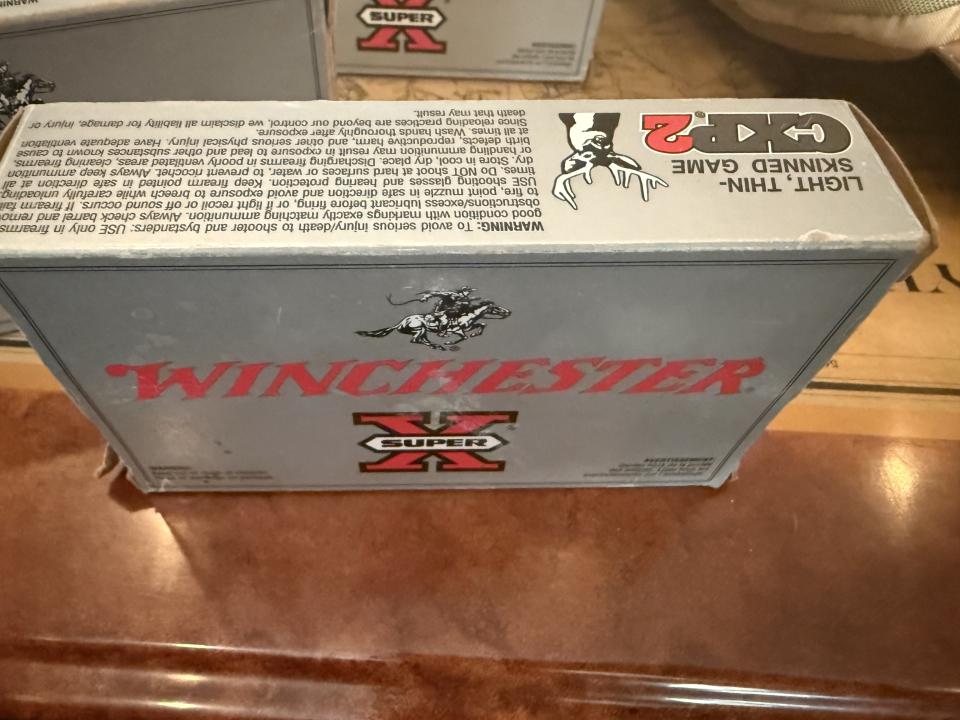 SUPER
X
WARNING: To avoid serious injury/death to shooter and bystanders: USE only in firearms in
good condition with markings exactly matching ammunition. Always check barrel and remove
obstructions/excess lubricant before firing, or if light recoil or off sound occurs. If firearm fails
to fire, point muzzle in safe direction and avoid exposure to breech while carefully unloading.
USE shooting glasses and hearing protection. Keep firearm pointed in safe direction at all
times. Do NOT shoot at hard surfaces or water, to prevent ricochet. Always keep ammunition
dry. Store in cool, dry place. Discharging firearms in poorly ventilated areas, cleaning firearms,
or handling ammunition may result in exposure to lead and other substances known to cause
birth defects, reproductive harm, and other serious physical injury. Have adequate ventilation
at all times. Wash hands thoroughly after exposure.
Since reloading practices are beyond our control, we disclaim all liability for damage, injury or
death that may result.
LIGHT, THIN-
SKINNED GAME
CXP2
WINCHESTER
SUPER
X
WARNING:
AVERTISSEMENT: